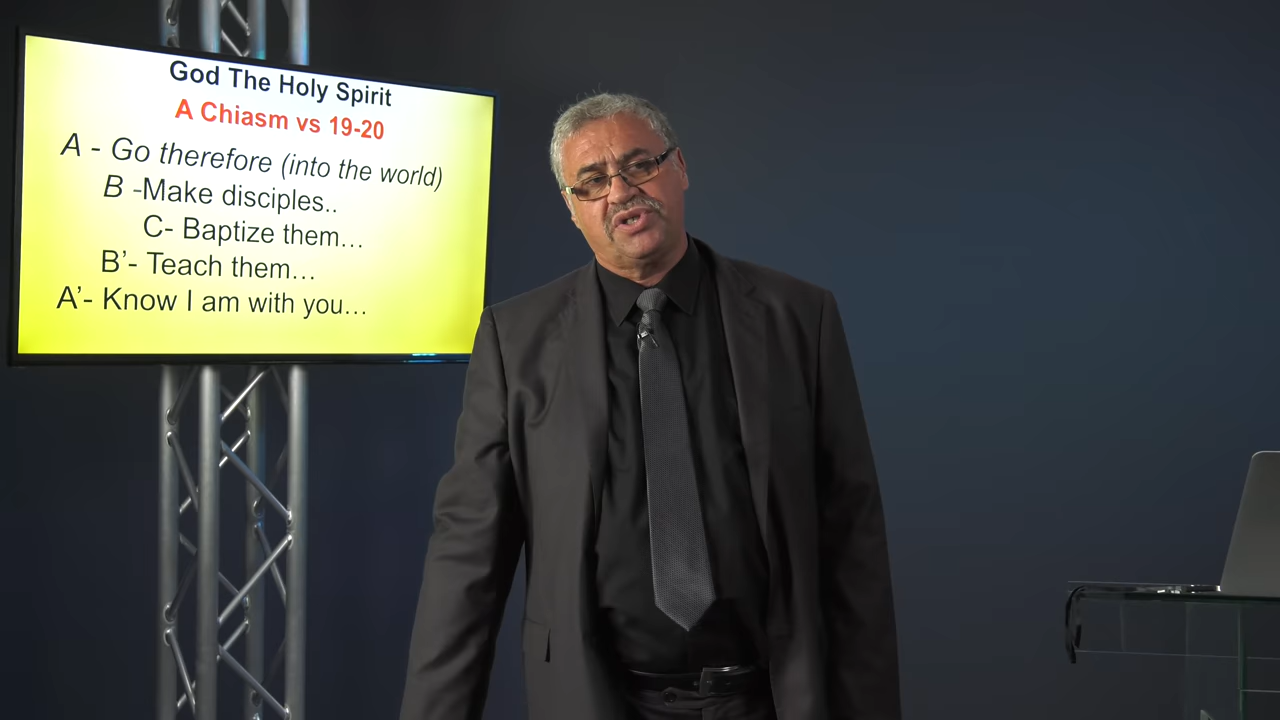 God The Holy Spirit
A Chiasm vs 19-20
A - Go therefore (into the world)
B -Make disciples..
C- Baptize them...
B’- Teach them...
A’- Know I am with you...